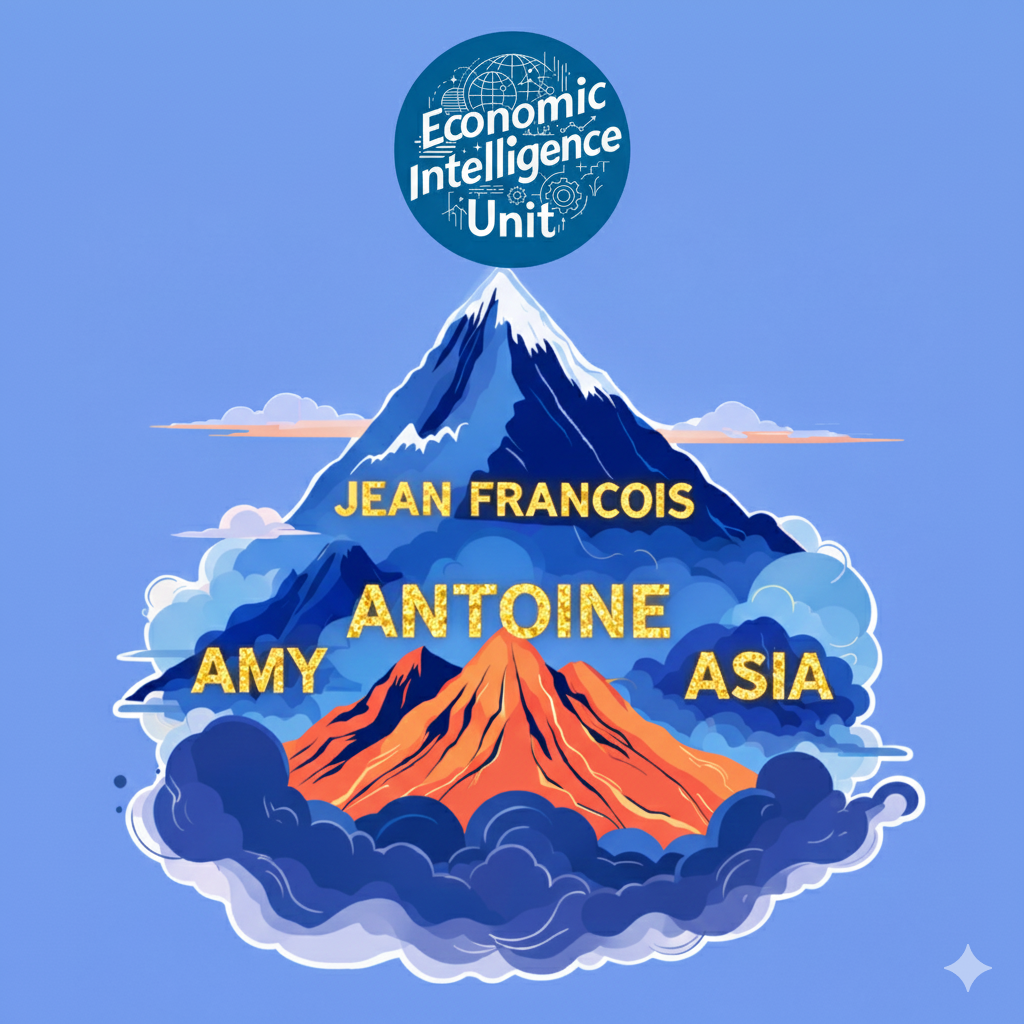 Economic
Intelligence
Unit
JEAN FRANCOIS
ANTOINE
AMY
ASIA